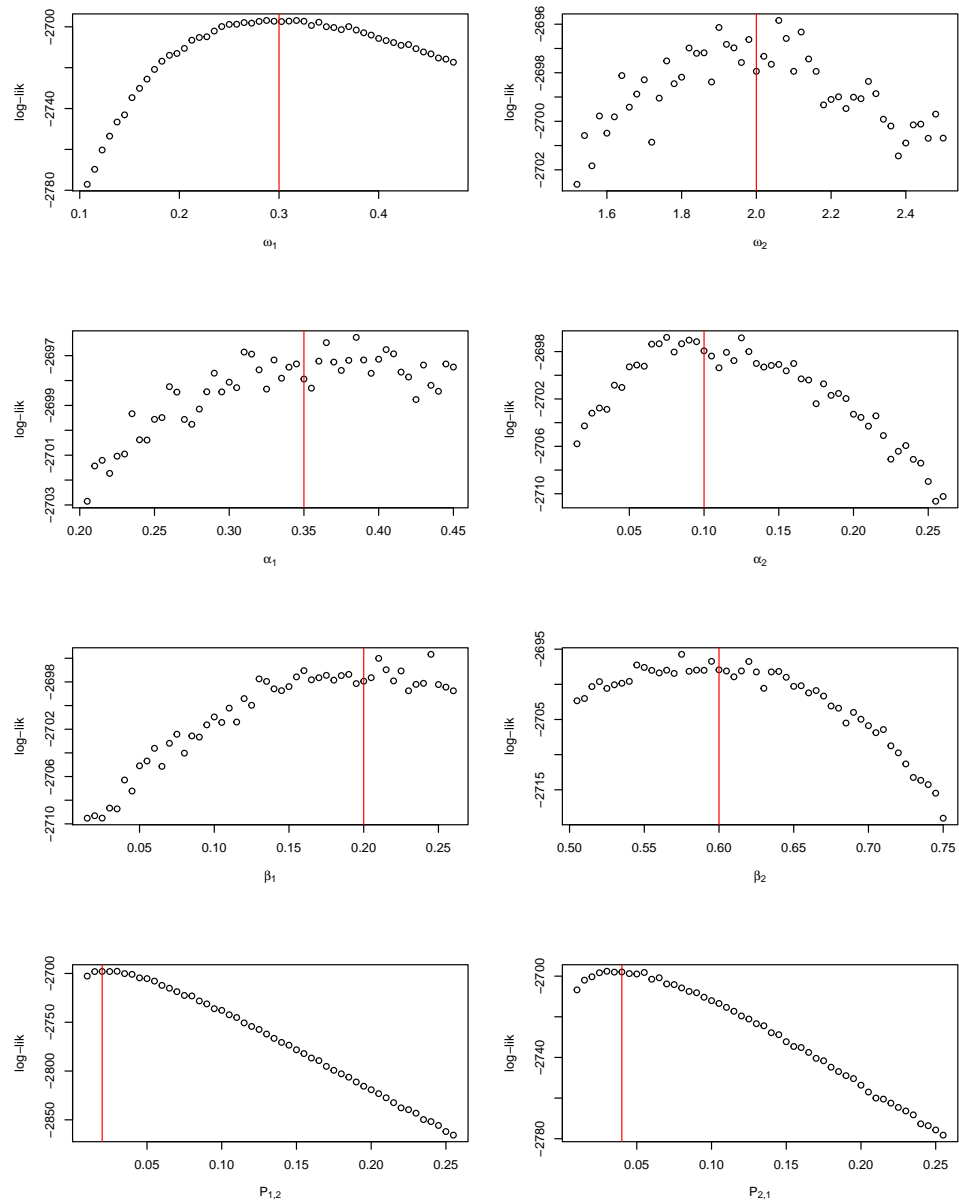 log-lik
-2780 -2740 -2700
0.1 0.2 0.3 0.4
ω1
log-lik
-2702 -2700 -2698 -2696
1.6 1.8 2.0 2.2 2.4
ω2
log-lik
-2703 -2701 -2699 -2697
0.20 0.25 0.30 0.35 0.40 0.45
α1
log-lik
-2710 -2706 -2702 -2698
0.05 0.10 0.15 0.20 0.25
α2
log-lik
-2710 -2706 -2702 -2698
0.05 0.10 0.15 0.20 0.25
β1
log-lik
-2715 -2705 -2695
0.50 0.55 0.60 0.65 0.70 0.75
β2
log-lik
-2850 -2800 -2750 -2700
0.05 0.10 0.15 0.20 0.25
P1,2
log-lik
-2780 -2740 -2700
0.05 0.10 0.15 0.20 0.25
P2,1